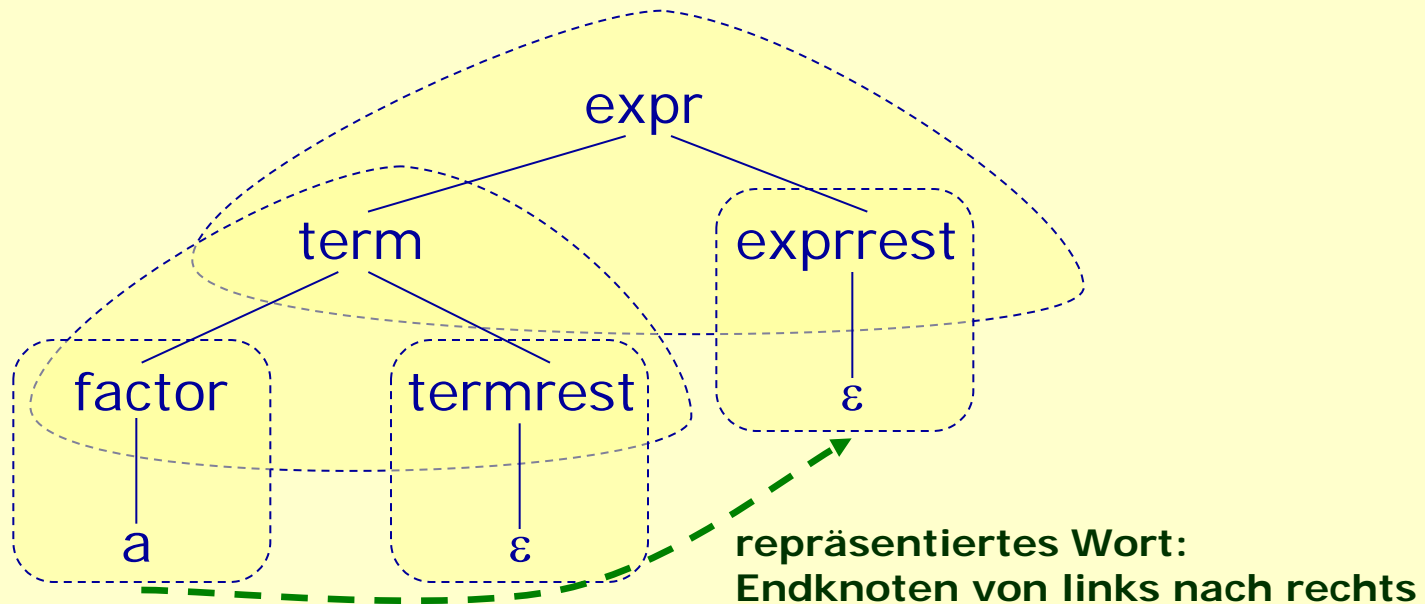 expr
term exprrest
factor termrest ε
a ε
repräsentiertes Wort:
Endknoten von links nach rechts